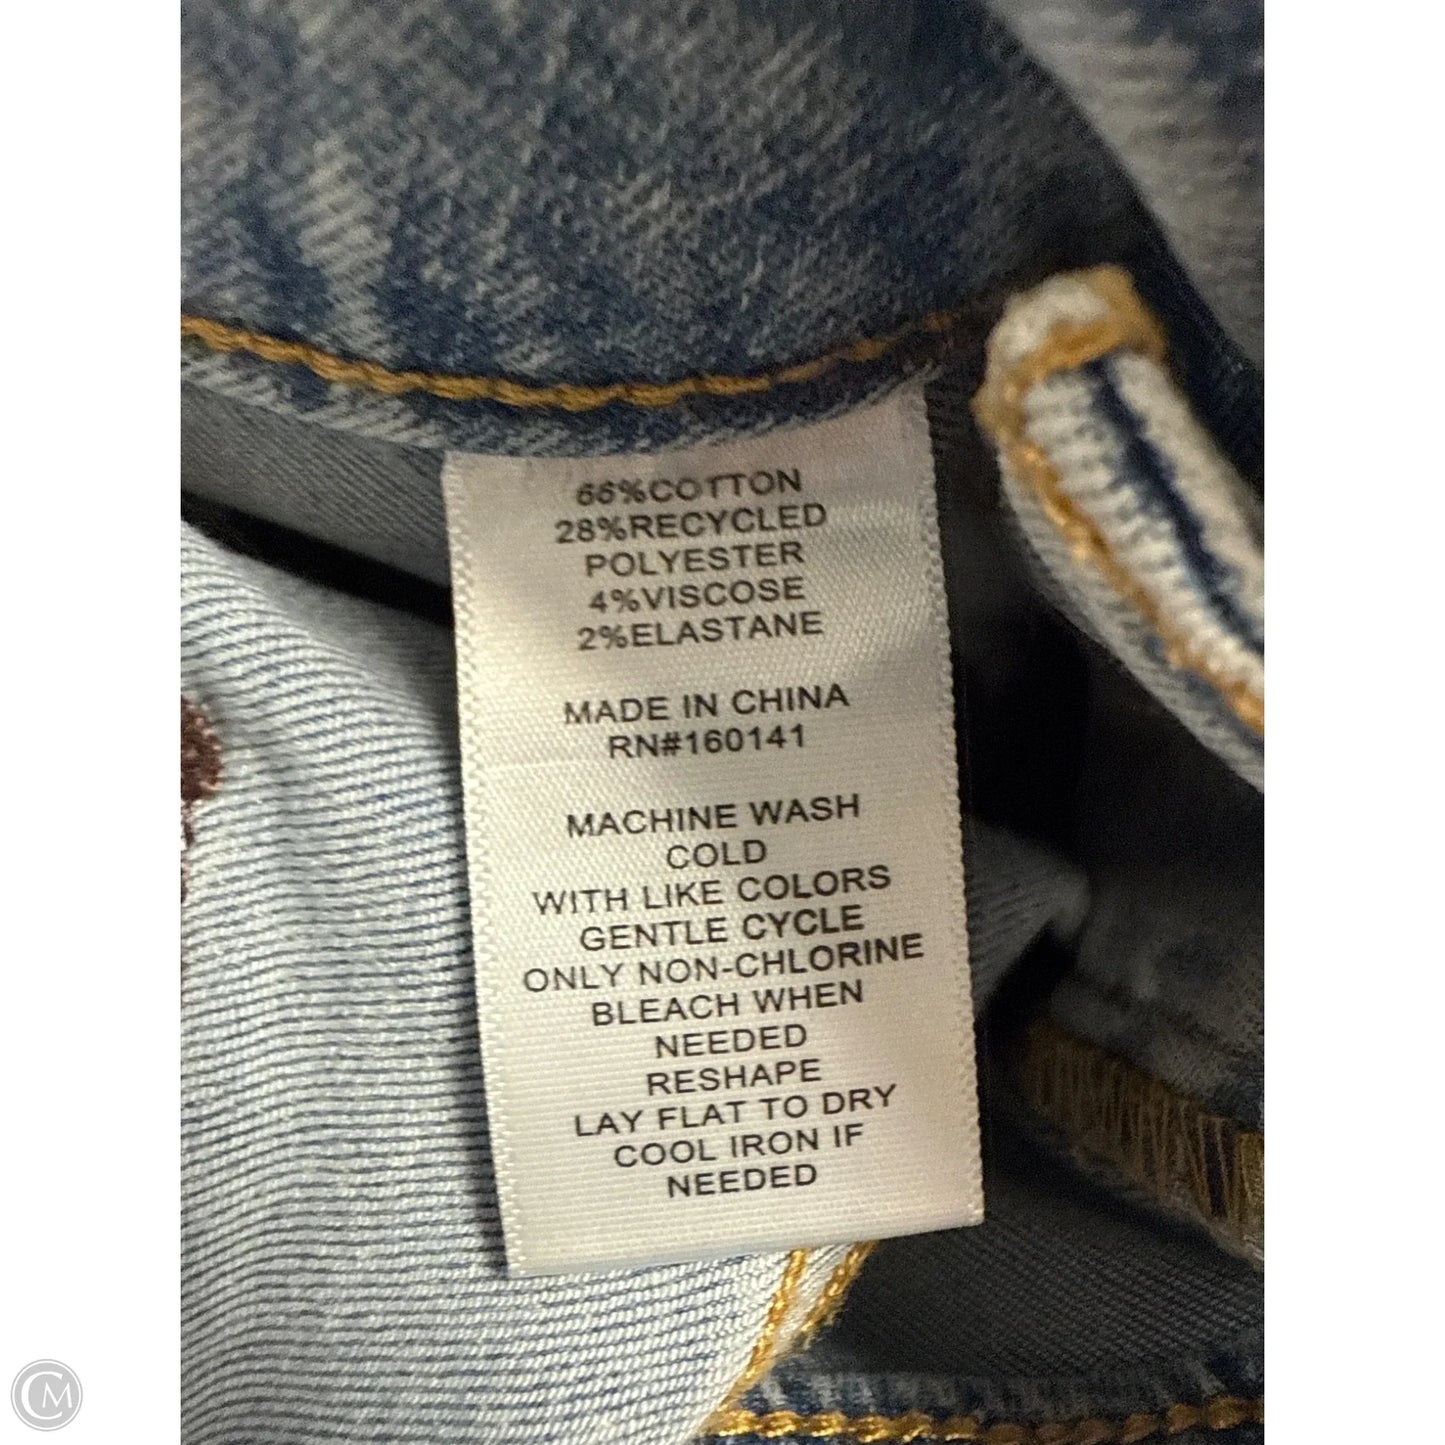 66%COTTON
28%RECYCLED
POLYESTER
4%VISCOSE
2%ELASTANE
MADE IN CHINA
RN#160141
MACHINE WASH
COLD
WITH LIKE COLORS
GENTLE CYCLE
ONLY NON-CHLORINE
BLEACH WHEN
NEEDED
RESHAPE
LAY FLAT TO DRY
COOL IRON IF
NEEDED
CM